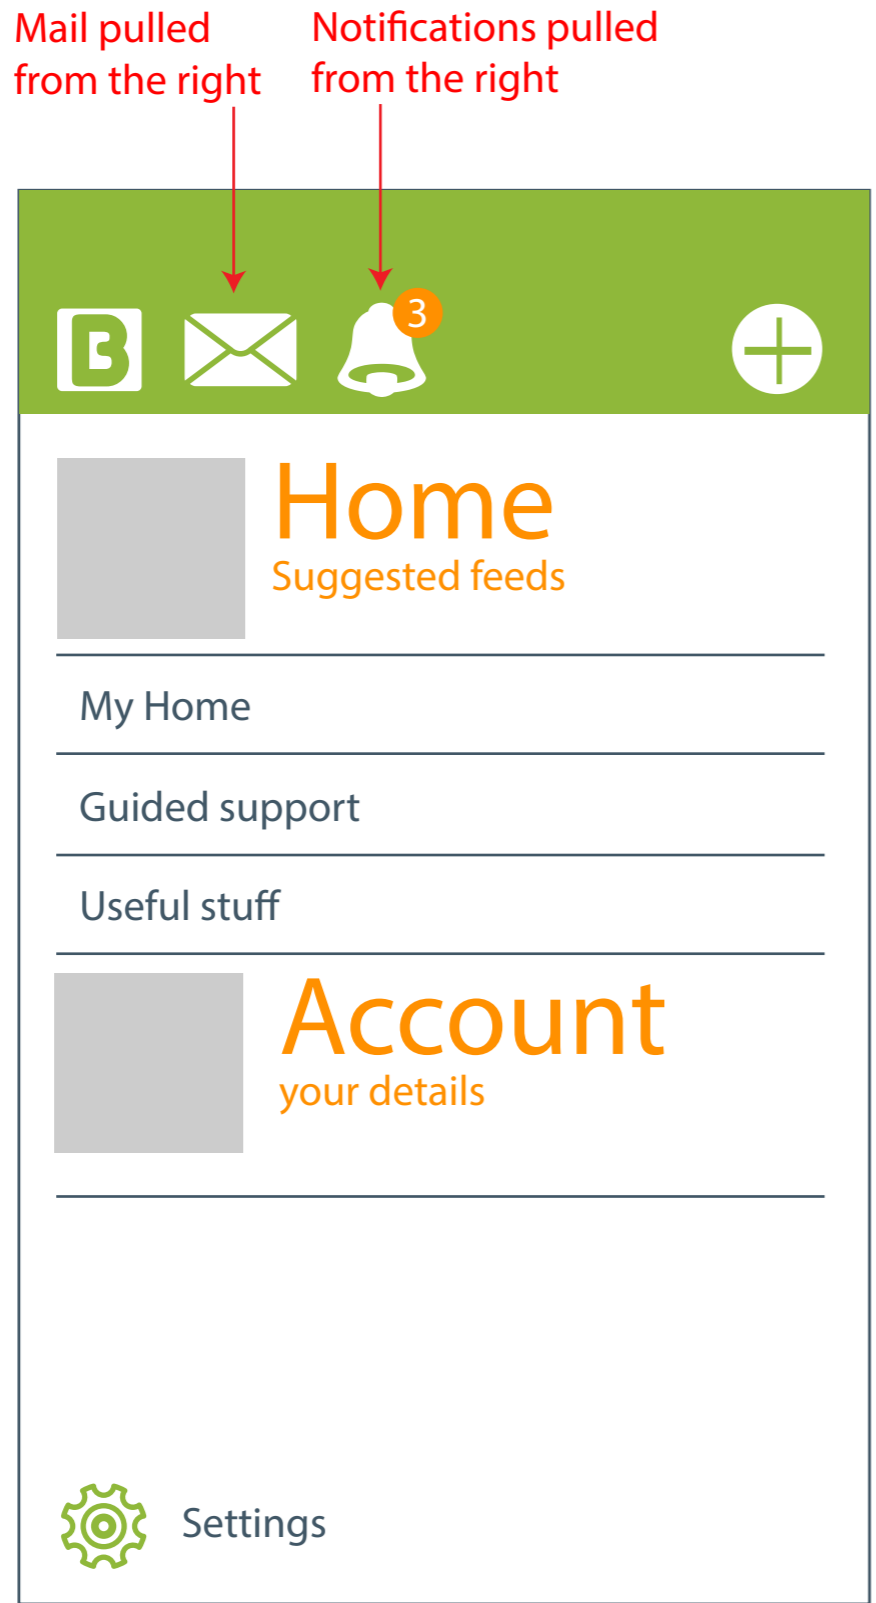 Mail pulled
from the right
Notifications pulled
from the right
B
3
Home
Suggested feeds
My Home
Guided support
Useful stuff
Account
your details
Settings